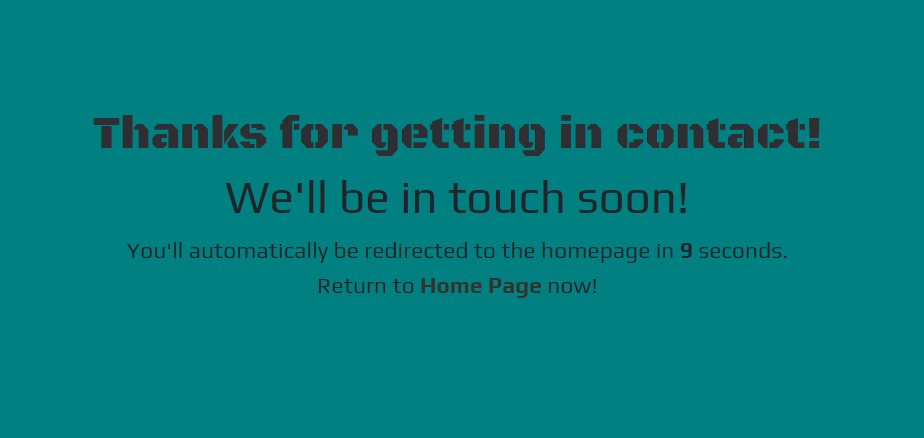 Thanks for getting in contact!
We'll be in touch soon!
You'll automatically be redirected to the homepage in 9 seconds.
Return to Home Page now!